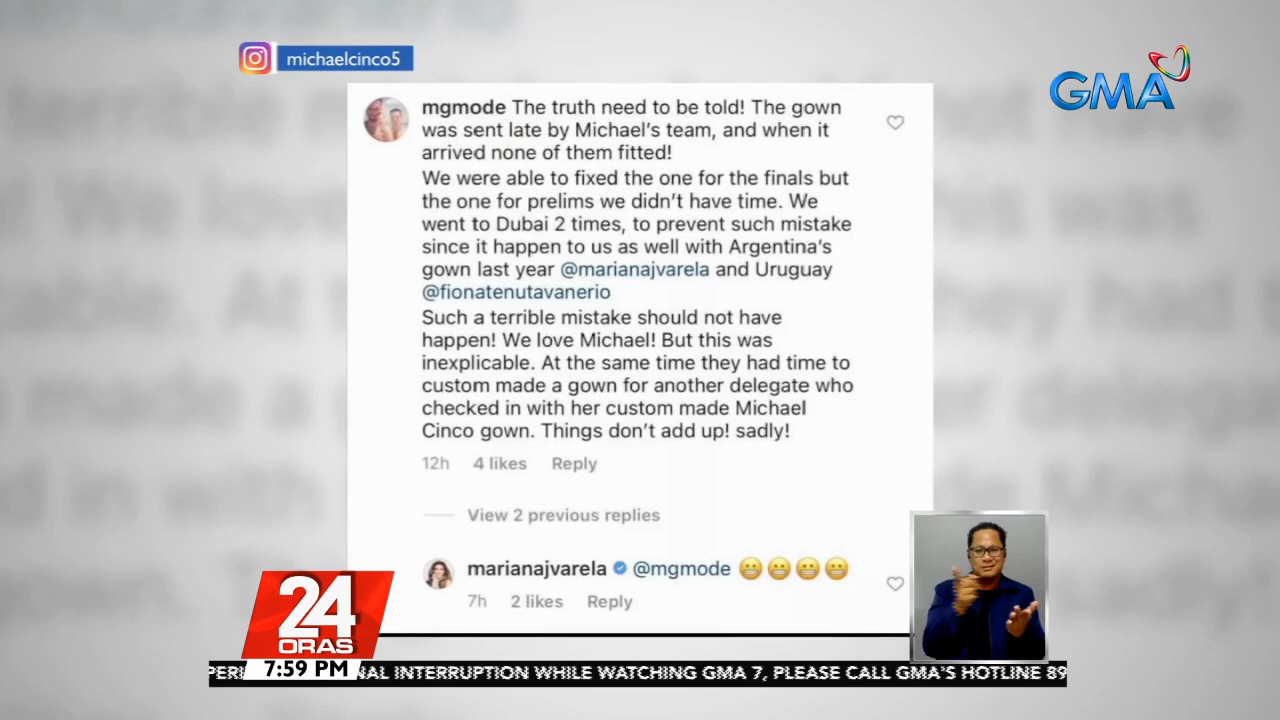 michaelcinco5
GMA
mgmode The truth need to be told! The gown
was sent late by Michael's team, and when it
arrived none of them fitted!
We were able to fixed the one for the finals but
the one for prelims we didn't have time. We
went to Dubai 2 times, to prevent such mistake
since it happen to us as well with Argentina's
gown last year @marianajvarela and Uruguay
@fionatenutavanerio
Such a terrible mistake should not have
happen! We love Michael! But this was
inexplicable. At the same time they had time to
custom made a gown for another delegate who
checked in with her custom made Michael
Cinco gown. Things don't add up! sadly!
12h 4 likes Reply
View 2 previous replies
marianajvarela @mgmode 😬😬😬😬
7h 2 likes Reply
24
ORAS
7:59 PM
NAL INTERRUPTION WHILE WATCHING GMA 7, PLEASE CALL GMA'S HOTLINE 89